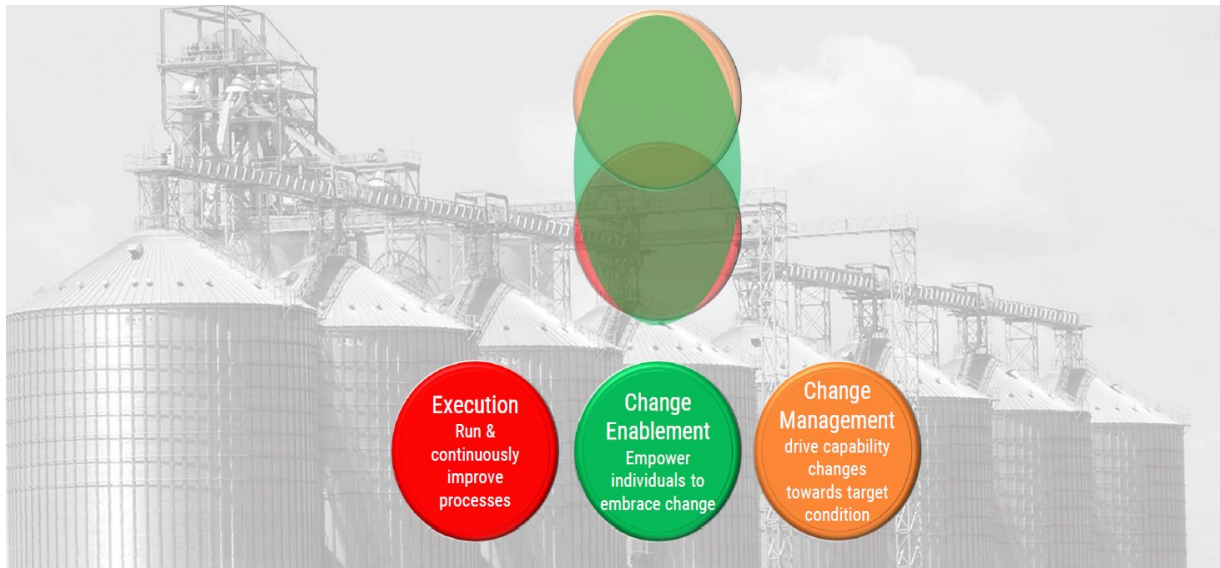 Execution
Run &
continuously
improve
processes
Change
Enablement
Empower
individuals to
embrace change
Change
Management
drive capability
changes
towards target
condition